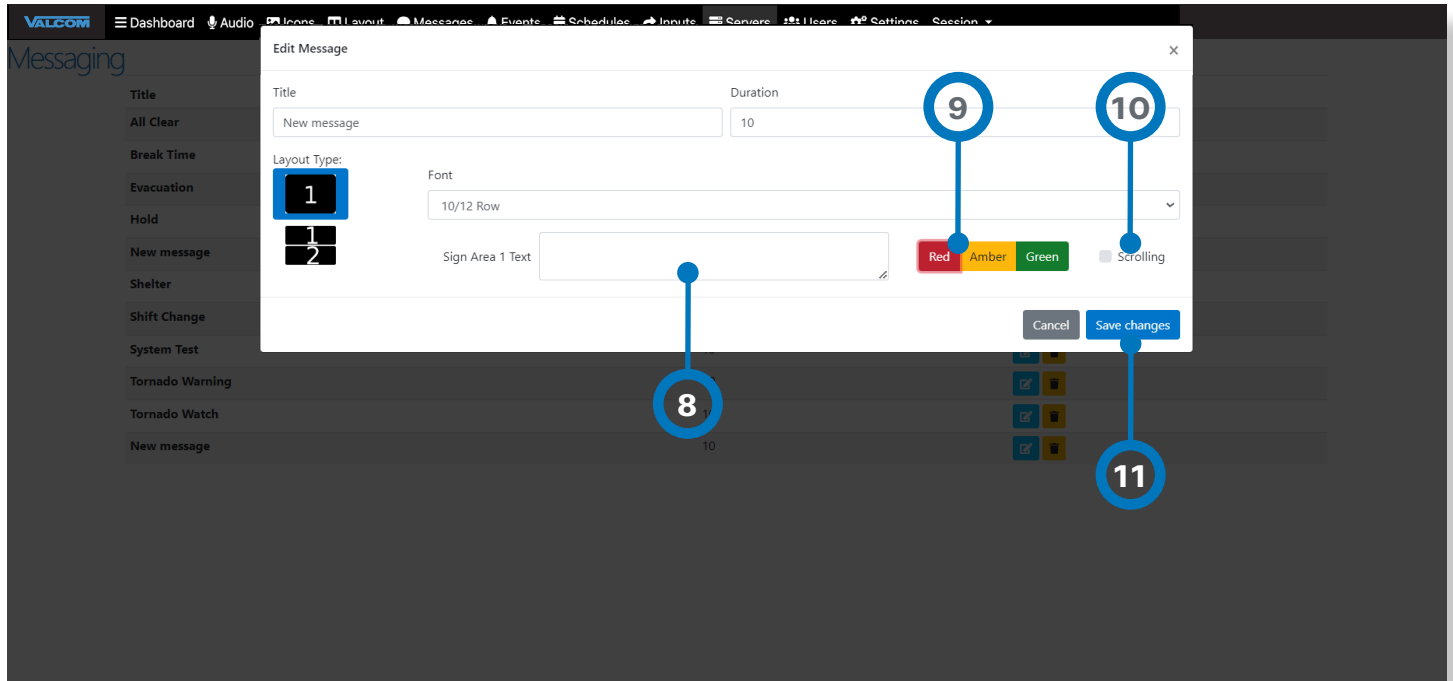 VALCOM Dashboard Audio Icons Layout Messages Events Schedules Inputs Servers Users Settings Session
Messaging
Edit Message ×
Title
All Clear
Break Time
Evacuation
Hold
New message
Shelter
Shift Change
System Test
Tornado Warning
Tornado Watch 10
New message 10
Title Duration
New message 10
9
10
Layout Type:
1
1
2
Font
10/12 Row
Sign Area 1 Text
Red Amber Green Scrolling
Cancel Save changes
8
11